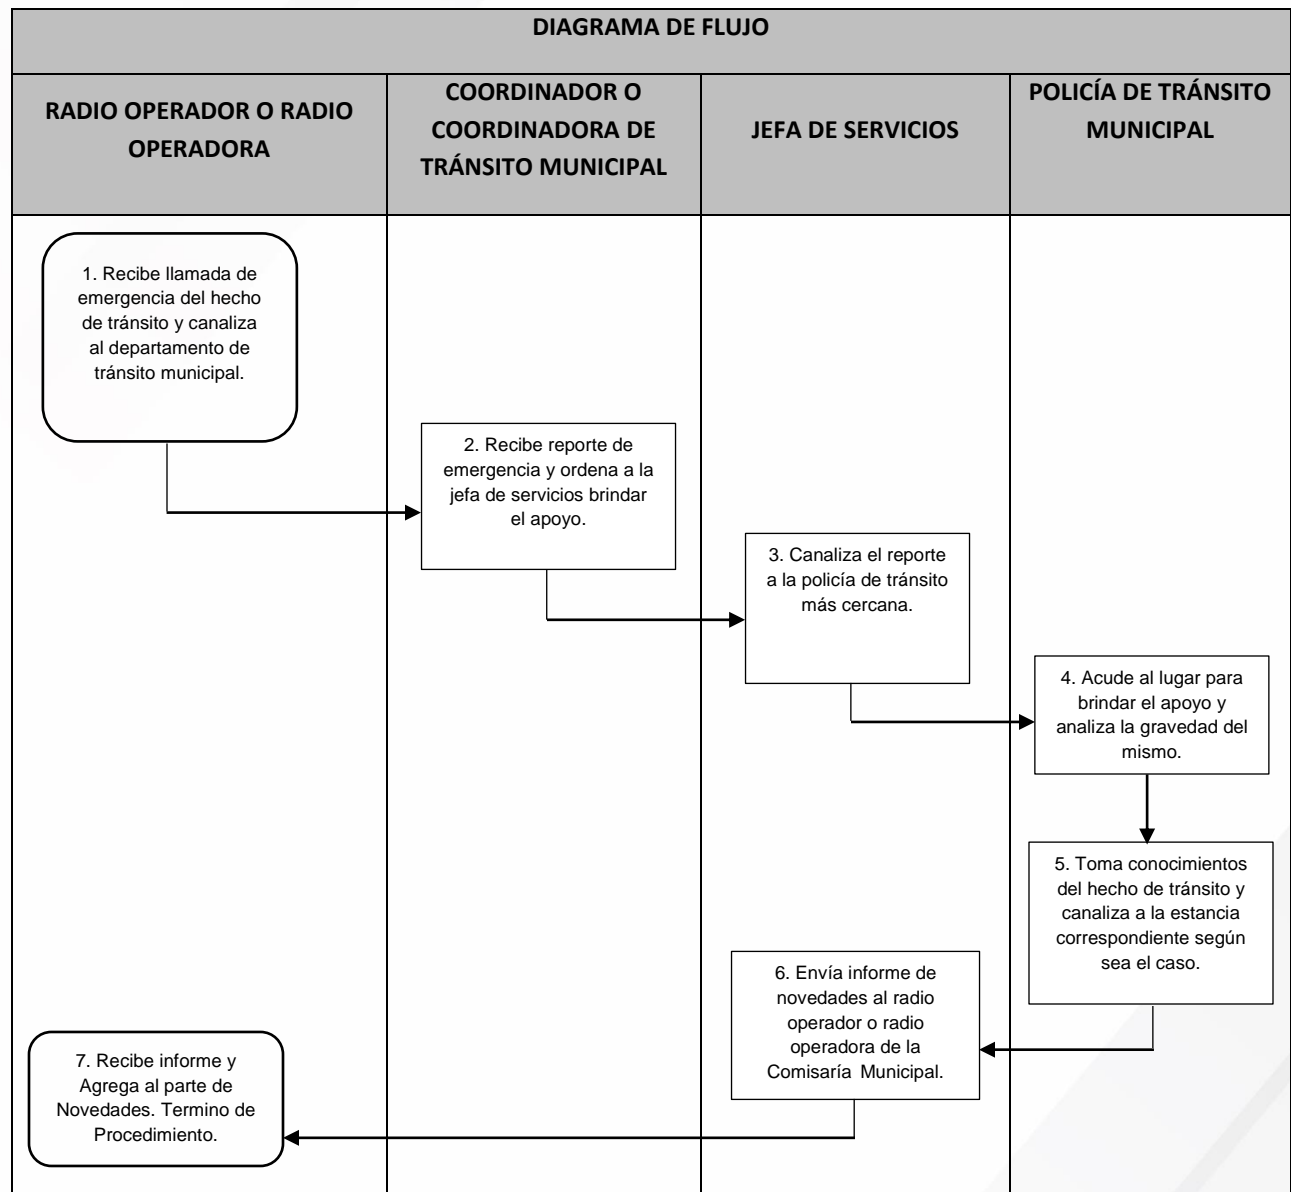 DIAGRAMA DE FLUJO
RADIO OPERADOR O RADIO
OPERADORA
COORDINADOR O
COORDINADORA DE
TRÁNSITO MUNICIPAL
JEFA DE SERVICIOS
POLICÍA DE TRÁNSITO
MUNICIPAL
1. Recibe llamada de
emergencia del hecho
de tránsito y canaliza
al departamento de
tránsito municipal.
2. Recibe reporte de
emergencia y ordena a la
jefa de servicios brindar
el apoyo.
3. Canaliza el reporte
a la policía de tránsito
más cercana.
4. Acude al lugar para
brindar el apoyo y
analiza la gravedad del
mismo.
5. Toma conocimientos
del hecho de tránsito y
canaliza a la estancia
correspondiente según
sea el caso.
6. Envía informe de
novedades al radio
operador o radio
operadora de la
Comisaría Municipal.
7. Recibe informe y
Agrega al parte de
Novedades. Termino de
Procedimiento.